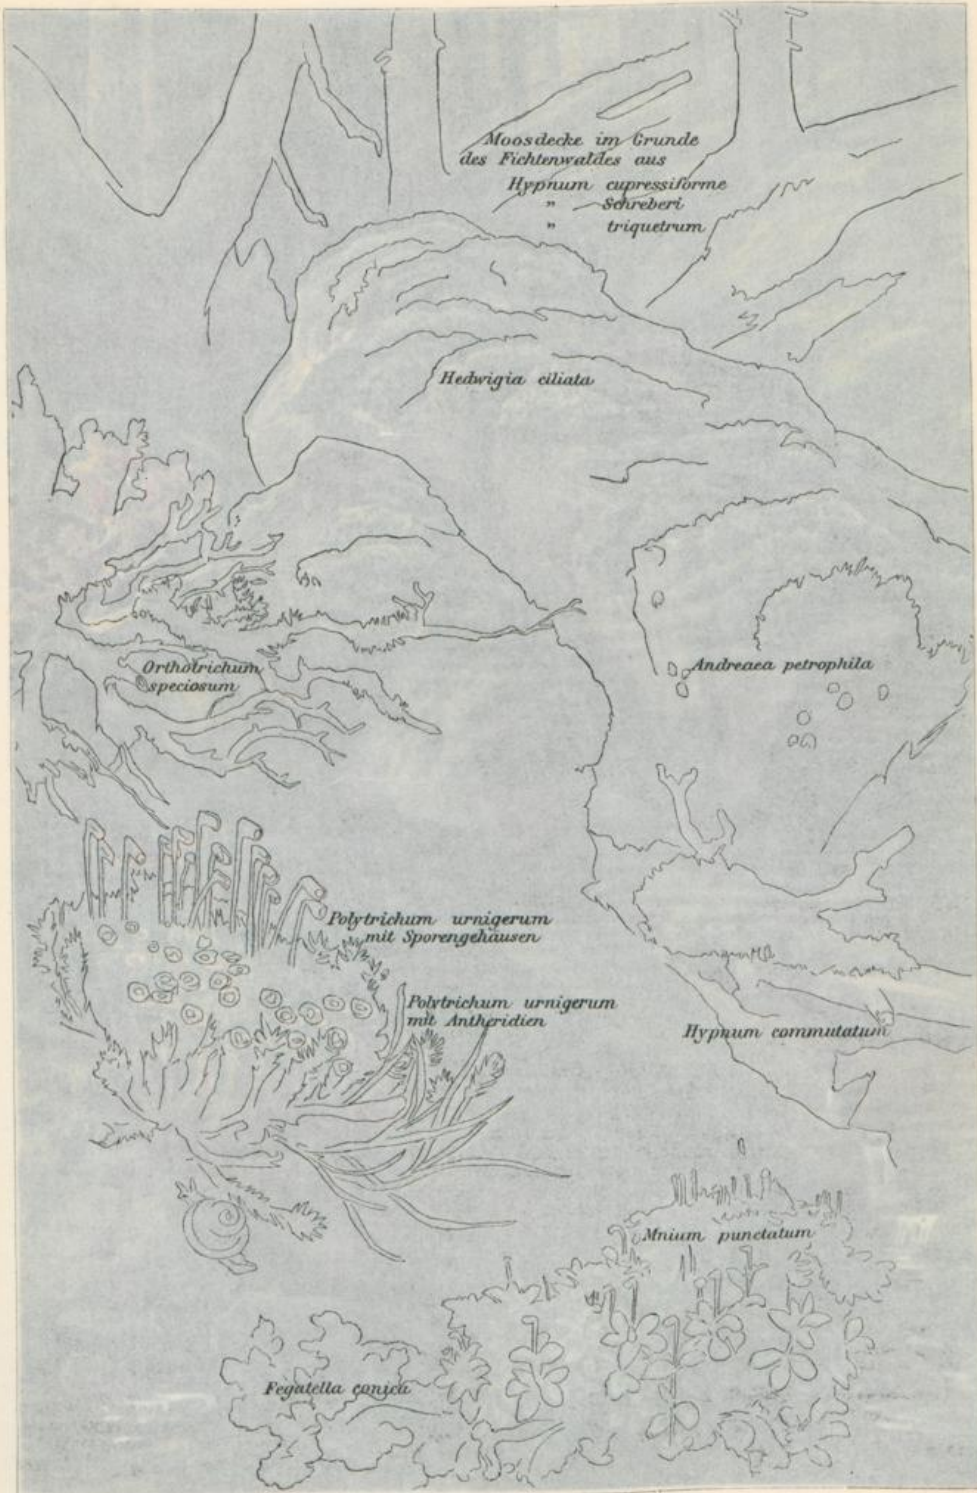 Moosdecke im Grunde
des Fichtenwaldes aus
Hypnum cupressiforme
" Schreberi
" triquetrum
Hedwigia ciliata
Orthotrichum
speciosum
Andreaea petrophila
Polytrichum urnigerum
mit Sporengehäusen
Polytrichum urnigerum
mit Antheridien
Hypnum commutatum
Mnium punctatum
Fegatella conica